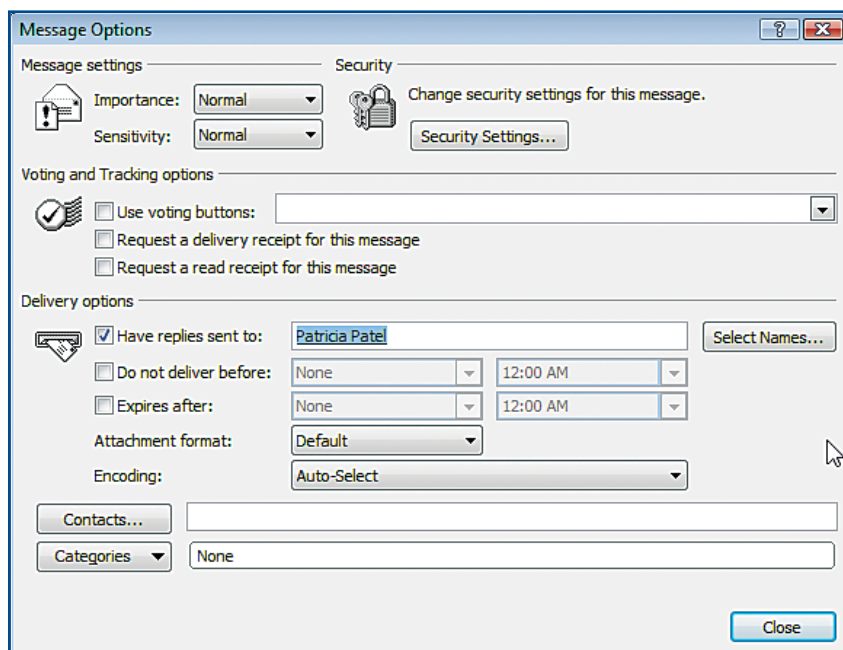 Message Options
Message settings Security
Importance: Normal Change security settings for this message.
Sensitivity: Normal Security Settings...
Voting and Tracking options
Use voting buttons:
Request a delivery receipt for this message
Request a read receipt for this message
Delivery options
Have replies sent to: Patricia Patel Select Names...
Do not deliver before: None 12:00 AM
Expires after: None 12:00 AM
Attachment format: Default
Encoding: Auto-Select
Contacts...
Categories None
Close